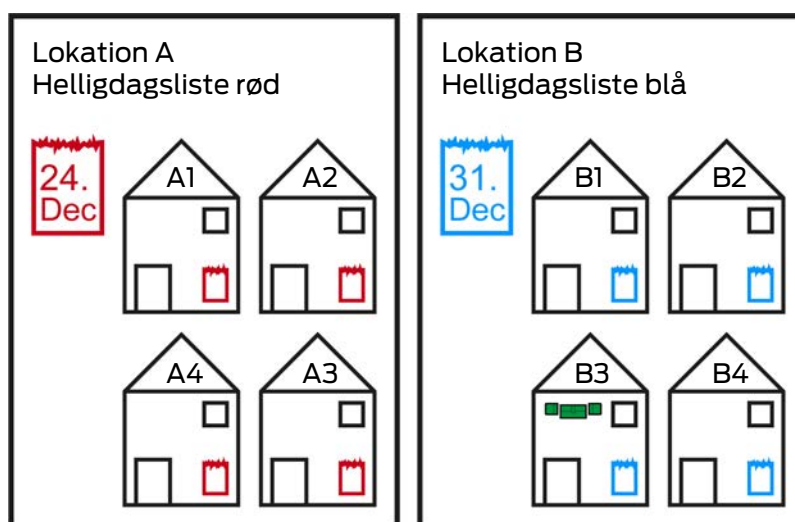 Lokation A
Helligdagsliste rød
24.
Dec
A1
A2
A4
A3
Lokation B
Helligdagsliste blå
31.
Dec
B1
B2
B3
B4